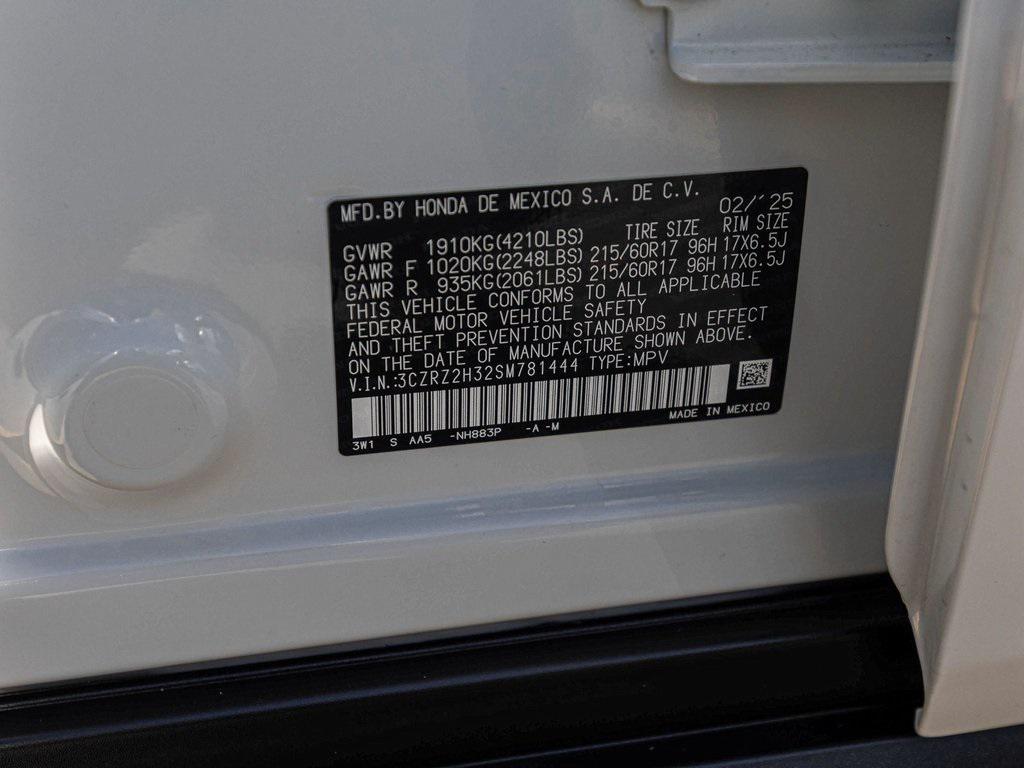 MFD.BY HONDA DE MEXICO S.A. DE C.V. 02/'25
TIRE SIZE RIM SIZE
GVWR 1910KG(4210LBS)
GAWR F 1020KG(2248LBS) 215/60R17 96H 17X6.5J
GAWR R 935KG(2061LBS) 215/60R17 96H 17X6.5J
THIS VEHICLE CONFORMS TO ALL APPLICABLE
FEDERAL MOTOR VEHICLE SAFETY
AND THEFT PREVENTION STANDARDS IN EFFECT
ON THE DATE OF MANUFACTURE SHOWN ABOVE.
V.I.N.:3CZRZ2H32SM781444 TYPE:MPV
3W1 S AA5 -NH883P -A -M MADE IN MEXICO